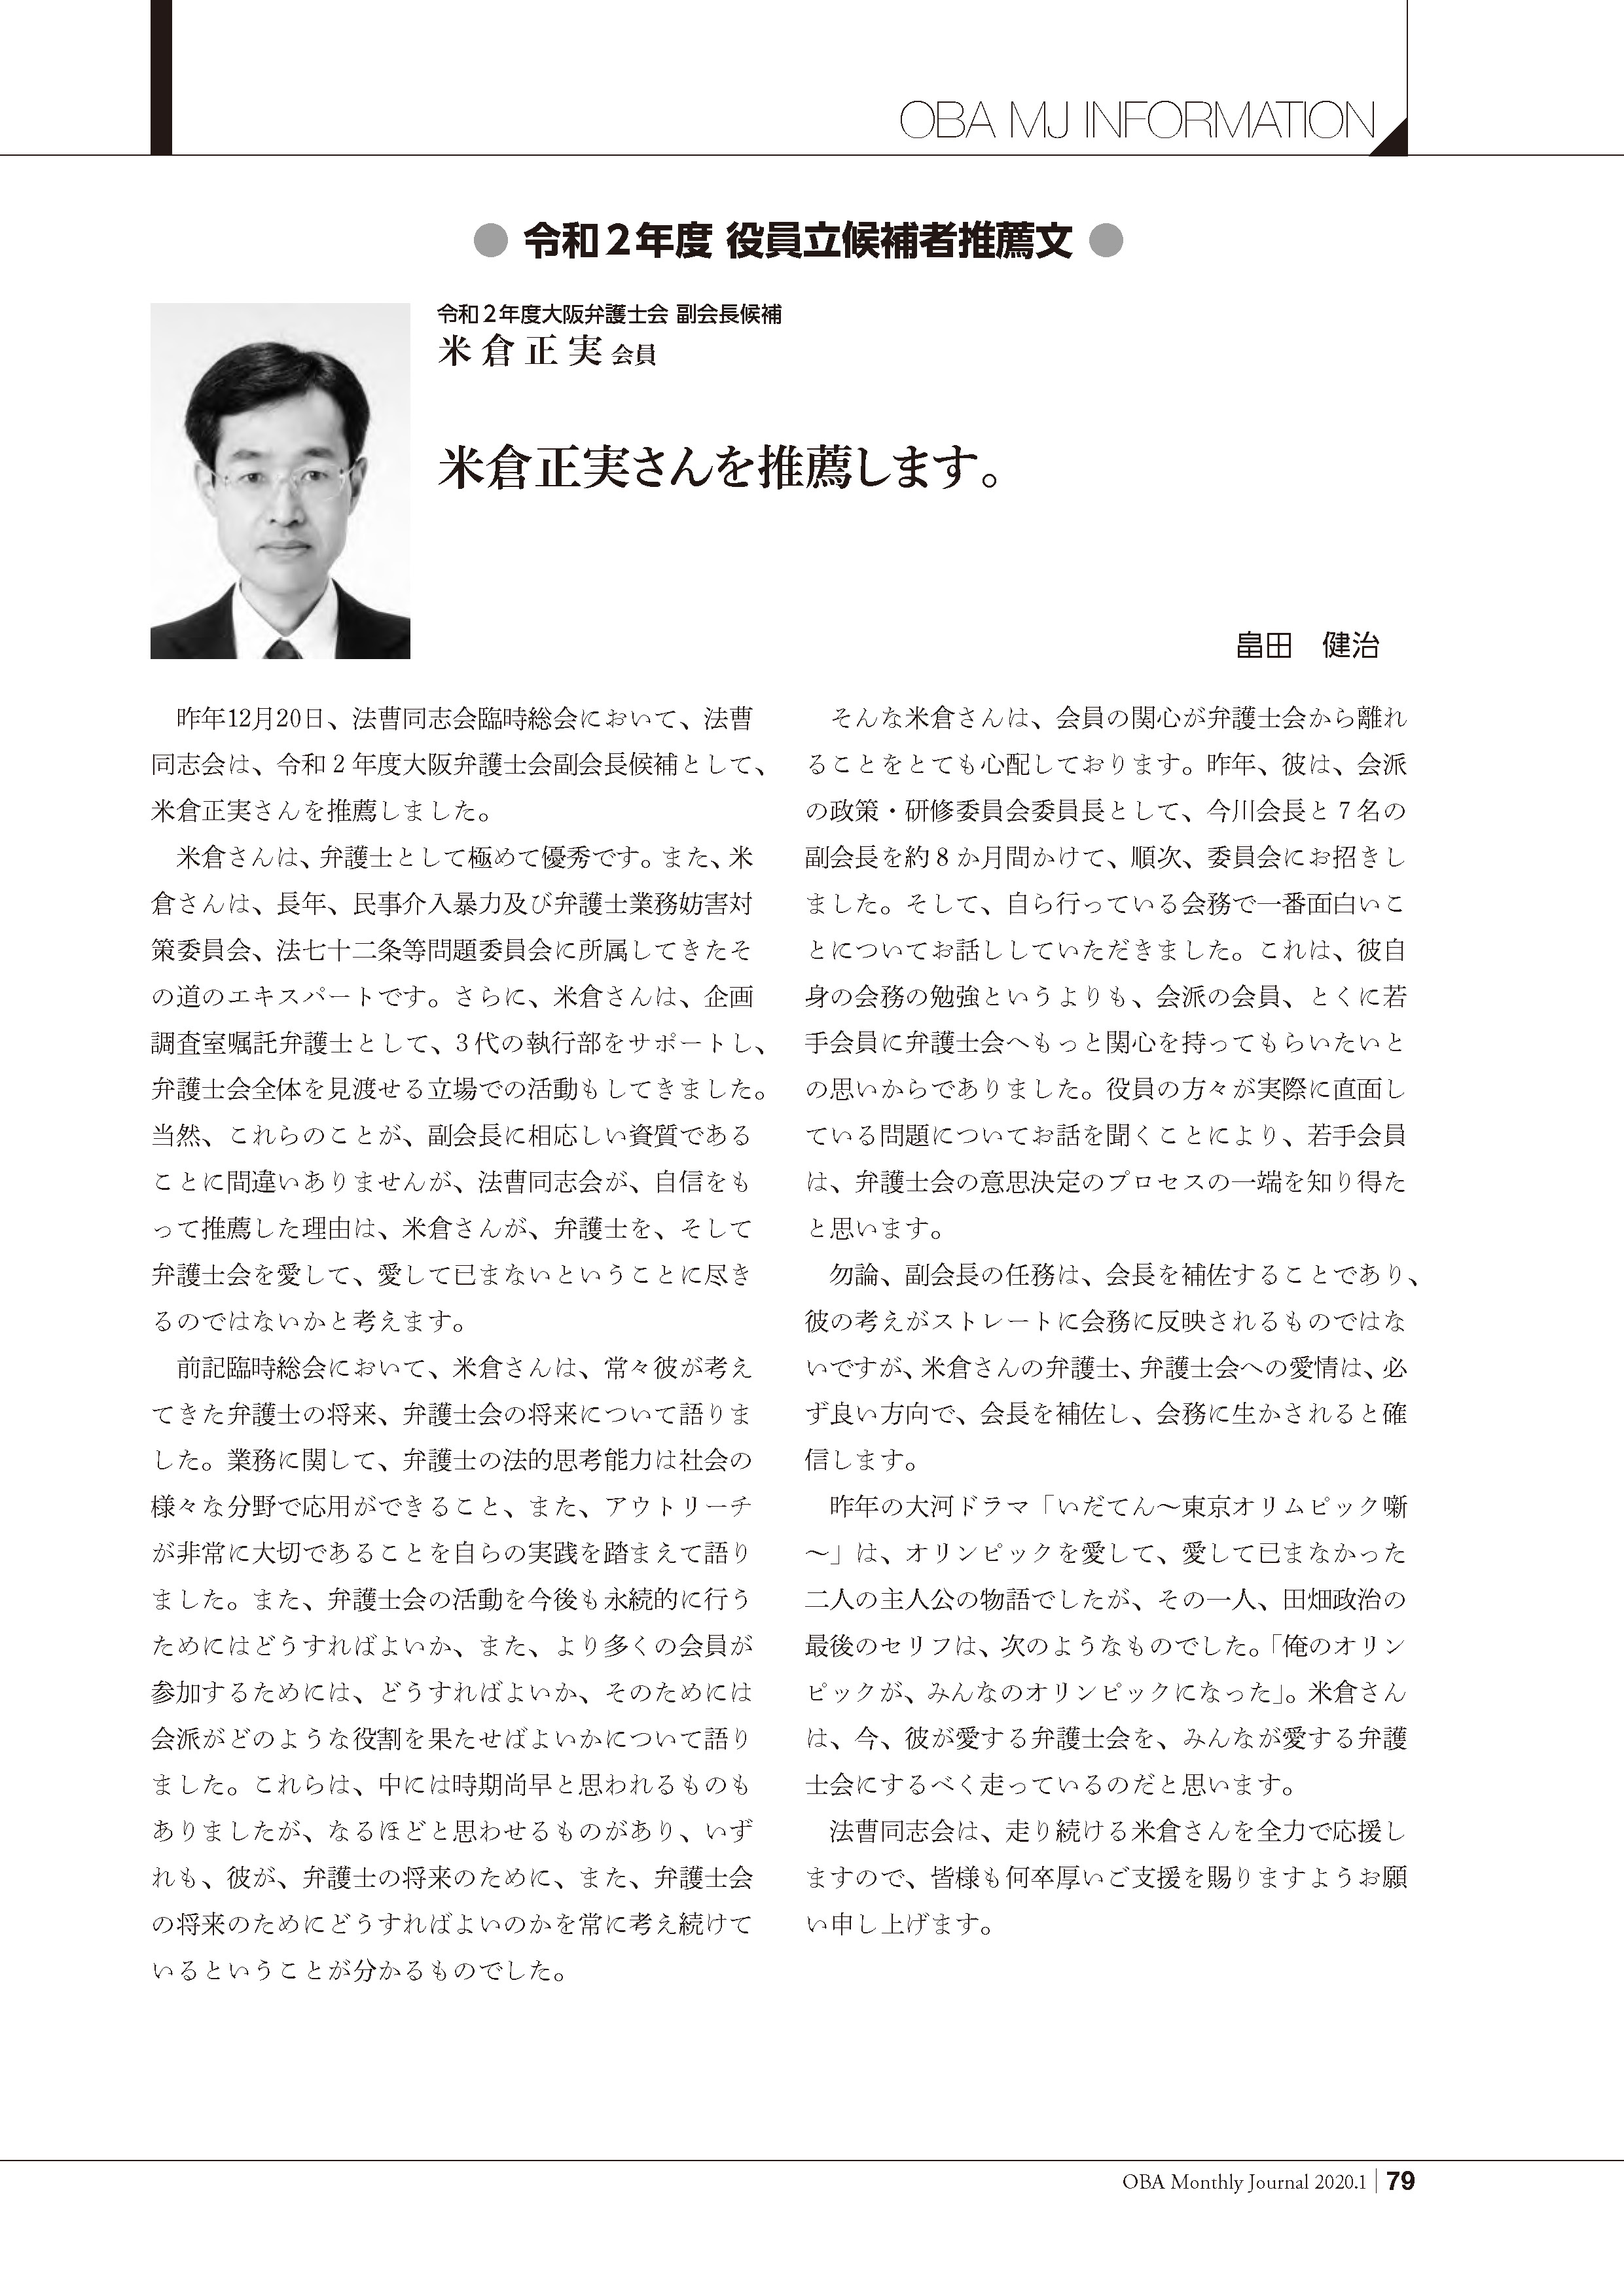 OBA MJ INFORMATION
● 令和2年度 役員立候補者推薦文 ●
令和2年度大阪弁護士会 副会長候補
米倉正実 会員
米倉正実さんを推薦します。
畠田　健治
　昨年12月20日、法曹同志会臨時総会において、法曹
同志会は、令和2年度大阪弁護士会副会長候補として、
米倉正実さんを推薦しました。
　米倉さんは、弁護士として極めて優秀です。また、米
倉さんは、長年、民事介入暴力及び弁護士業務妨害対
策委員会、法七十二条等問題委員会に所属してきたそ
の道のエキスパートです。さらに、米倉さんは、企画
調査室嘱託弁護士として、3代の執行部をサポートし、
弁護士会全体を見渡せる立場での活動もしてきました。
当然、これらのことが、副会長に相応しい資質である
ことに間違いありませんが、法曹同志会が、自信をも
って推薦した理由は、米倉さんが、弁護士を、そして
弁護士会を愛して、愛して已まないということに尽き
るのではないかと考えます。
　前記臨時総会において、米倉さんは、常々彼が考え
てきた弁護士の将来、弁護士会の将来について語りま
した。業務に関して、弁護士の法的思考能力は社会の
様々な分野で応用ができること、また、アウトリーチ
が非常に大切であることを自らの実践を踏まえて語り
ました。また、弁護士会の活動を今後も永続的に行う
ためにはどうすればよいか、また、より多くの会員が
参加するためには、どうすればよいか、そのためには
会派がどのような役割を果たせばよいかについて語り
ました。これらは、中には時期尚早と思われるものも
ありましたが、なるほどと思わせるものがあり、いず
れも、彼が、弁護士の将来のために、また、弁護士会
の将来のためにどうすればよいのかを常に考え続けて
いるということが分かるものでした。
　そんな米倉さんは、会員の関心が弁護士会から離れ
ることをとても心配しております。昨年、彼は、会派
の政策・研修委員会委員長として、今川会長と7名の
副会長を約8か月間かけて、順次、委員会にお招きし
ました。そして、自ら行っている会務で一番面白いこ
とについてお話ししていただきました。これは、彼自
身の会務の勉強というよりも、会派の会員、とくに若
手会員に弁護士会へもっと関心を持ってもらいたいと
の思いからでありました。役員の方々が実際に直面し
ている問題についてお話を聞くことにより、若手会員
は、弁護士会の意思決定のプロセスの一端を知り得た
と思います。
　勿論、副会長の任務は、会長を補佐することであり、
彼の考えがストレートに会務に反映されるものではな
いですが、米倉さんの弁護士、弁護士会への愛情は、必
ず良い方向で、会長を補佐し、会務に生かされると確
信します。
　昨年の大河ドラマ「いだてん〜東京オリムピック噺
〜」は、オリンピックを愛して、愛して已まなかった
二人の主人公の物語でしたが、その一人、田畑政治の
最後のセリフは、次のようなものでした。「俺のオリン
ピックが、みんなのオリンピックになった」。米倉さん
は、今、彼が愛する弁護士会を、みんなが愛する弁護
士会にするべく走っているのだと思います。
　法曹同志会は、走り続ける米倉さんを全力で応援し
ますので、皆様も何卒厚いご支援を賜りますようお願
い申し上げます。
OBA Monthly Journal 2020.1 | 79